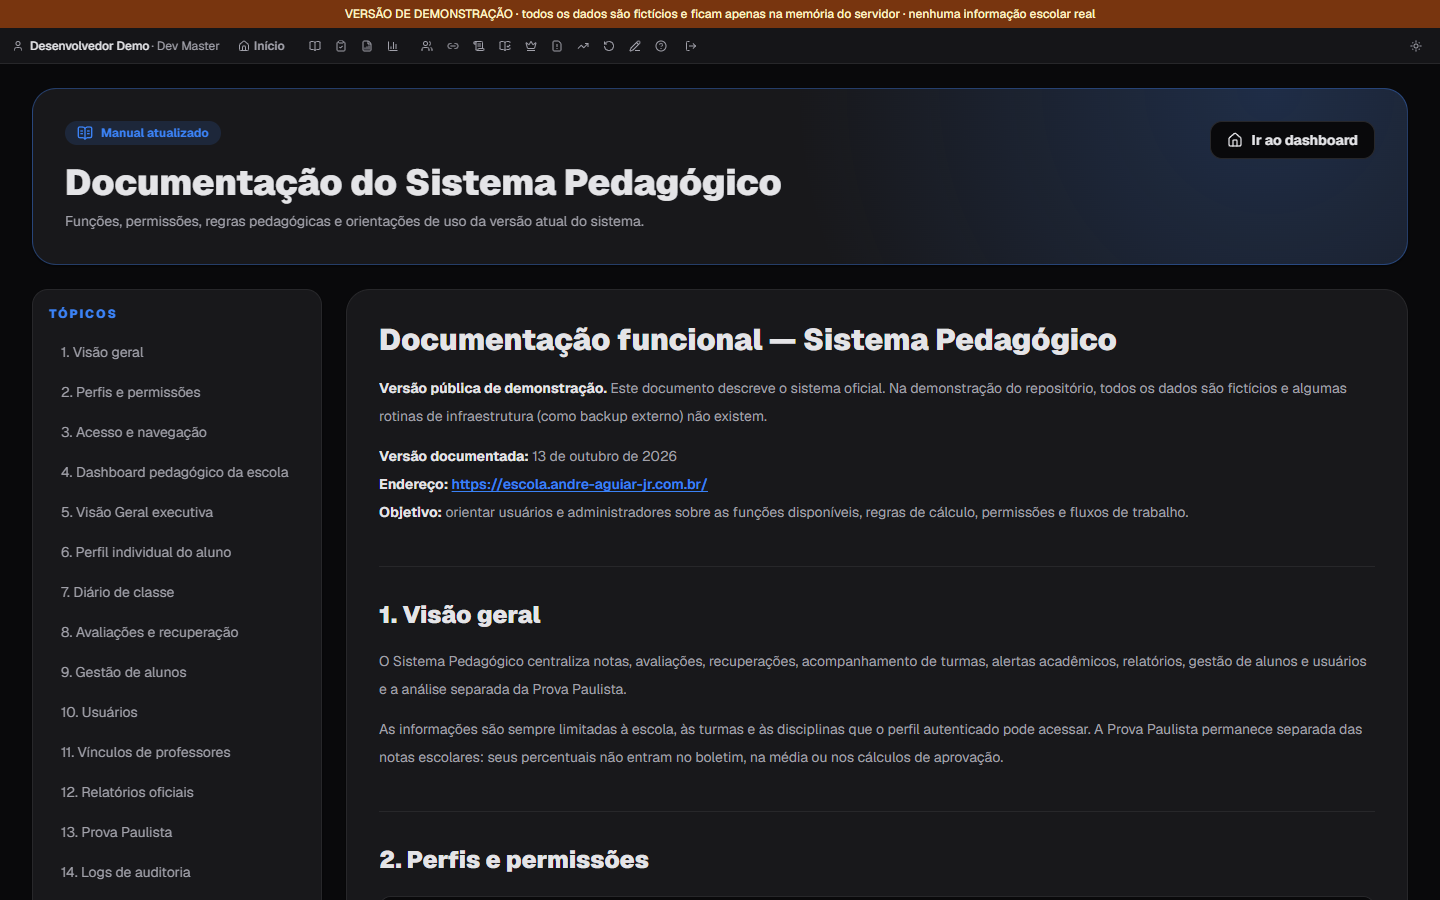 VERSÃO DE DEMONSTRAÇÃO · todos os dados são fictícios e ficam apenas na memória do servidor · nenhuma informação escolar real
Desenvolvedor Demo · Dev Master
Início
Manual atualizado
Ir ao dashboard
Documentação do Sistema Pedagógico
Funções, permissões, regras pedagógicas e orientações de uso da versão atual do sistema.
TÓPICOS
1. Visão geral
2. Perfis e permissões
3. Acesso e navegação
4. Dashboard pedagógico da escola
5. Visão Geral executiva
6. Perfil individual do aluno
7. Diário de classe
8. Avaliações e recuperação
9. Gestão de alunos
10. Usuários
11. Vínculos de professores
12. Relatórios oficiais
13. Prova Paulista
14. Logs de auditoria
Documentação funcional — Sistema Pedagógico
Versão pública de demonstração. Este documento descreve o sistema oficial. Na demonstração do repositório, todos os dados são fictícios e algumas
rotinas de infraestrutura (como backup externo) não existem.
Versão documentada: 13 de outubro de 2026
Endereço: https://escola.andre-aguiar-jr.com.br/
Objetivo: orientar usuários e administradores sobre as funções disponíveis, regras de cálculo, permissões e fluxos de trabalho.
1. Visão geral
O Sistema Pedagógico centraliza notas, avaliações, recuperações, acompanhamento de turmas, alertas acadêmicos, relatórios, gestão de alunos e usuários
e a análise separada da Prova Paulista.
As informações são sempre limitadas à escola, às turmas e às disciplinas que o perfil autenticado pode acessar. A Prova Paulista permanece separada das
notas escolares: seus percentuais não entram no boletim, na média ou nos cálculos de aprovação.
2. Perfis e permissões